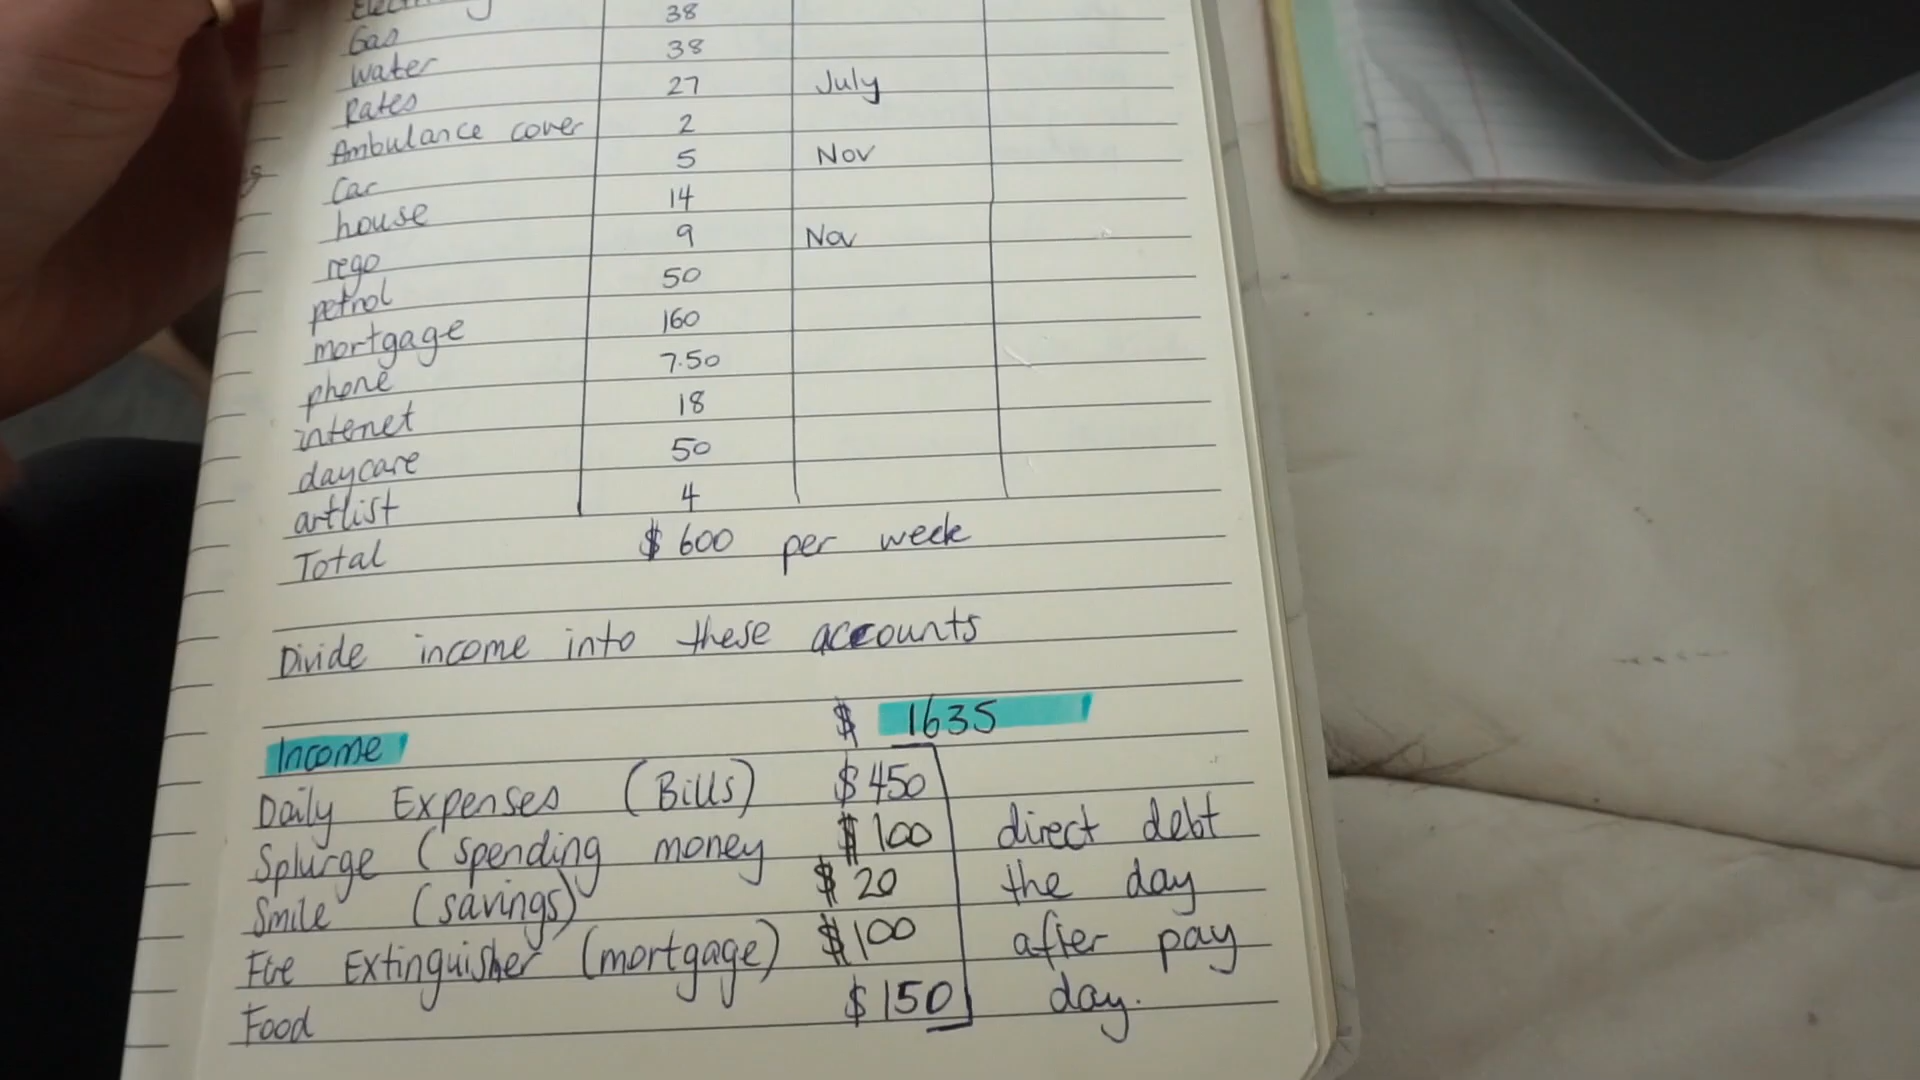 Gas 38
Water 38
Rates 27 July
Ambulance cover 2
Car 5 Nov
house 14
rego 9 Nov
petrol 50
mortgage 160
phone 7.50
intenet 18
daycare 50
artlist 4
Total $600 per week
Divide income into these accounts
Income $ 1635
Daily Expenses (Bills) $450
Splurge (spending money $100 direct debt
Smile (savings) $20 the day
Fire Extinguisher (mortgage) $100 after pay
Food $150 day.